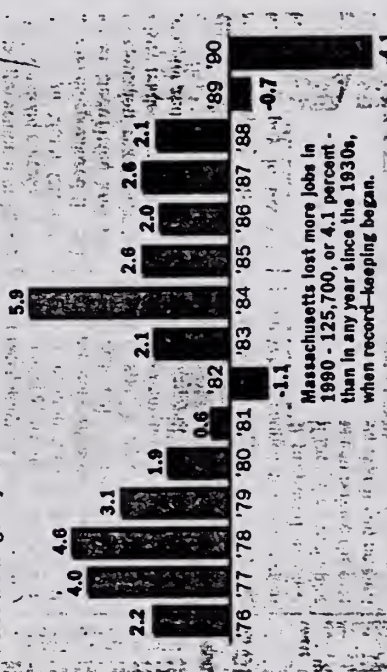 5.9
4.6
4.0
3.1
2.6
2.6
2.2
2.1
2.0
2.1
1.9
0.6
'76 '77 '78 '79 '80 '81 '82 '83 '84 '85 '86 '87 '88 '89 '90
-1.1
-0.7
Massachusetts lost more jobs in
1990 - 125,700, or 4.1 percent -
than in any year since the 1930s,
when record-keeping began.